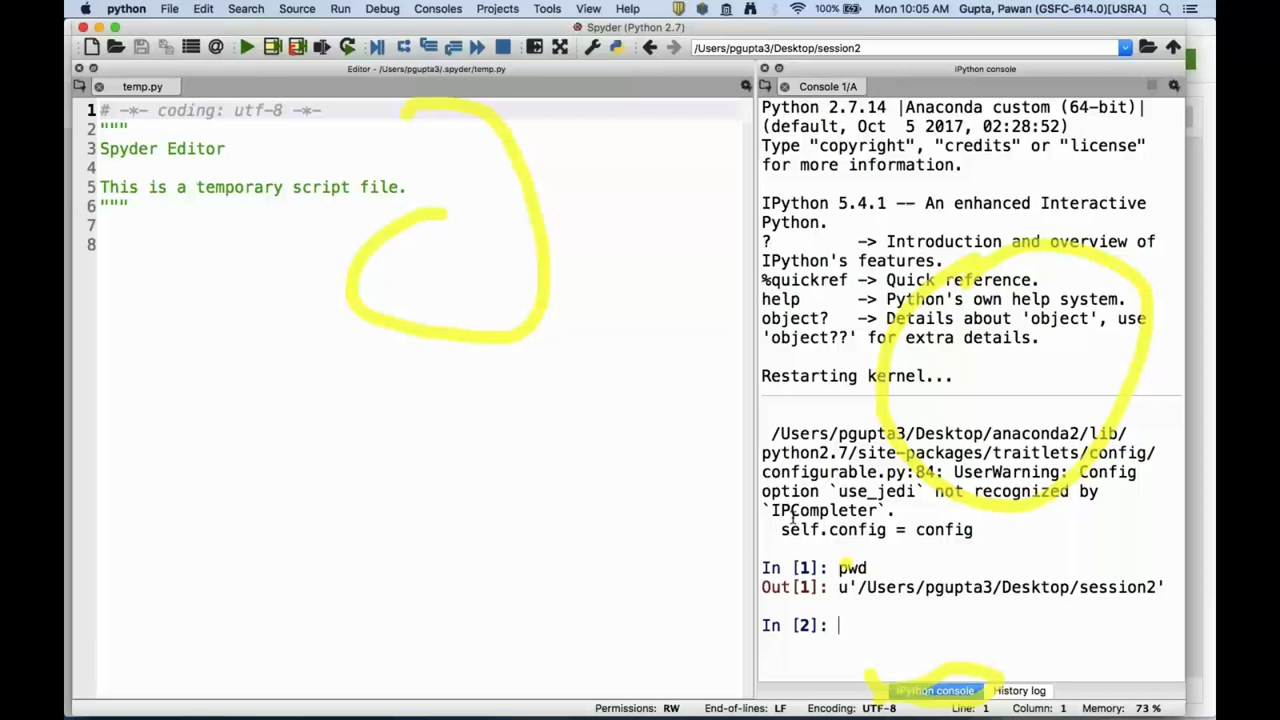 python File Edit Search Source Run Debug Consoles Projects Tools View Help 100% Mon 10:05 AM Gupta, Pawan (GSFC-614.0)[USRA]
Spyder (Python 2.7)
/Users/pgupta3/Desktop/session2
Editor - /Users/pgupta3/.spyder/temp.py
temp.py
1 # -*- coding: utf-8 -*-
2 """
3 Spyder Editor
4
5 This is a temporary script file.
6 """
7
8
IPython console
Console 1/A
Python 2.7.14 |Anaconda custom (64-bit)|
(default, Oct  5 2017, 02:28:52)
Type "copyright", "credits" or "license"
for more information.
IPython 5.4.1 -- An enhanced Interactive
Python.
?         -> Introduction and overview of
IPython's features.
%quickref -> Quick reference.
help      -> Python's own help system.
object?   -> Details about 'object', use
'object??' for extra details.
Restarting kernel...
/Users/pgupta3/Desktop/anaconda2/lib/
python2.7/site-packages/traitlets/config/
configurable.py:84: UserWarning: Config
option `use_jedi` not recognized by
`IPCompleter`.
self.config = config
In [1]: pwd
Out[1]: u'/Users/pgupta3/Desktop/session2'
In [2]:
IPython console History log
Permissions: RW End-of-lines: LF Encoding: UTF-8 Line: 1 Column: 1 Memory: 73 %